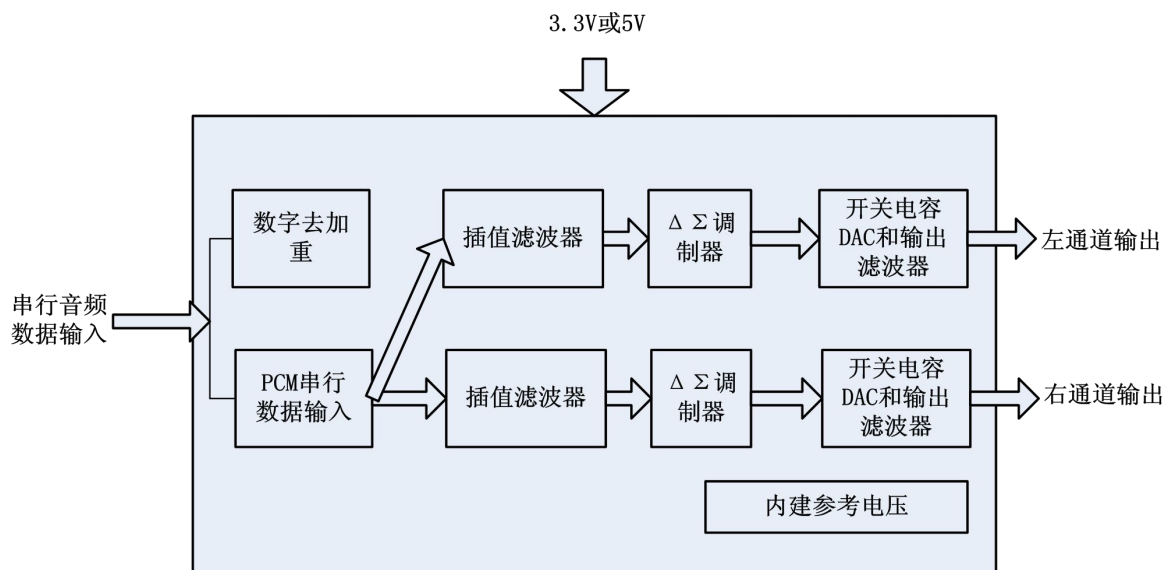 3.3V或5V
数字去加
重
插值滤波器
ΔΣ调
制器
开关电容
DAC和输出
滤波器
左通道输出
串行音频
数据输入
PCM串行
数据输入
插值滤波器
ΔΣ调
制器
开关电容
DAC和输出
滤波器
右通道输出
内建参考电压